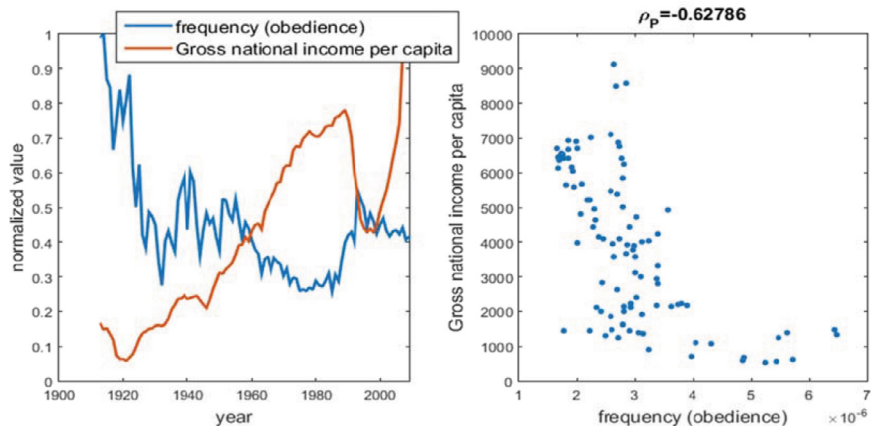 frequency (obedience)
Gross national income per capita
1
0.9
0.8
0.7
0.6
0.5
0.4
0.3
0.2
0.1
0
normalized value
1900 1920 1940 1960 1980 2000
year
ρP=-0.62786
10000
9000
8000
7000
6000
5000
4000
3000
2000
1000
0
Gross national income per capita
1 2 3 4 5 6 7
frequency (obedience) ×10-6